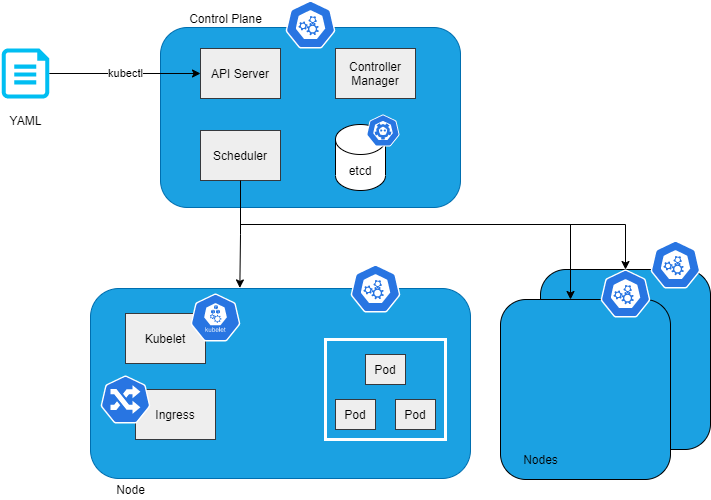 Control Plane
kubectl
API Server
Controller
Manager
YAML
Scheduler
etcd
Kubelet
kubelet
Pod
Ingress
Pod
Pod
Nodes
Node